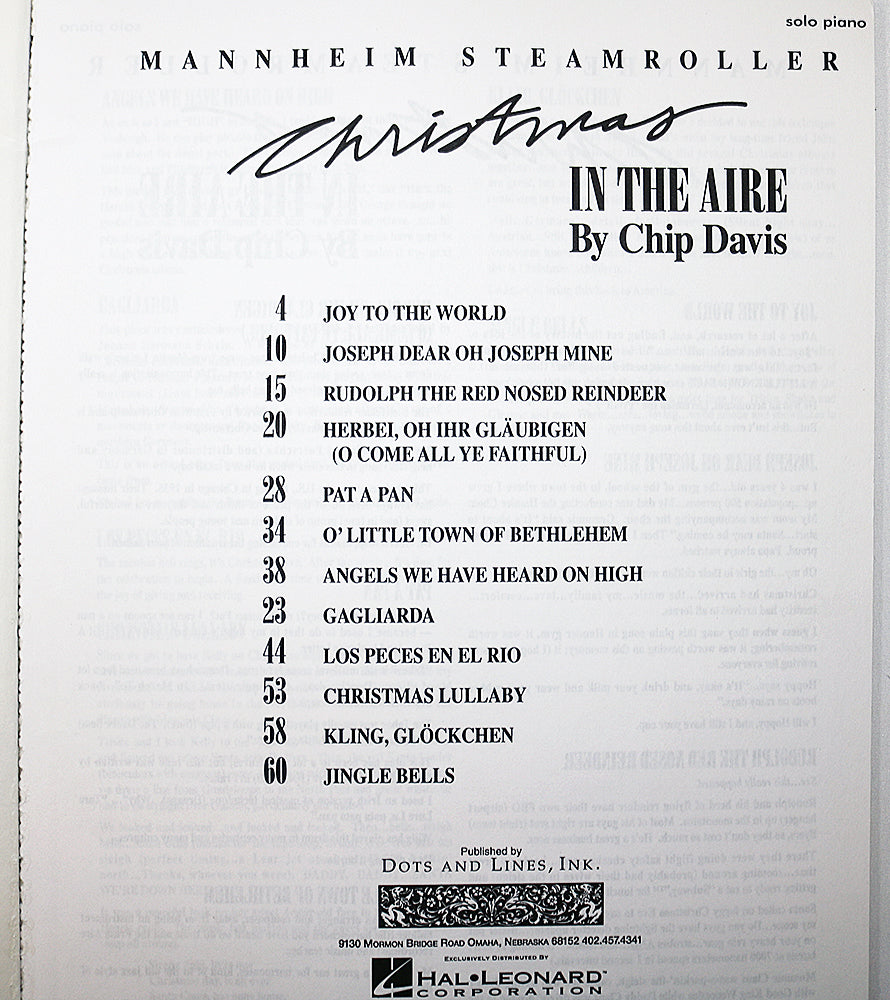 solo piano
MANNHEIM STEAMROLLER
Christmas
IN THE AIRE
By Chip Davis
4 JOY TO THE WORLD
10 JOSEPH DEAR OH JOSEPH MINE
15 RUDOLPH THE RED NOSED REINDEER
20 HERBEI, OH IHR GLÄUBIGEN
(O COME ALL YE FAITHFUL)
28 PAT A PAN
34 O' LITTLE TOWN OF BETHLEHEM
38 ANGELS WE HAVE HEARD ON HIGH
23 GAGLIARDA
44 LOS PECES EN EL RIO
53 CHRISTMAS LULLABY
58 KLING, GLÖCKCHEN
60 JINGLE BELLS
Published by
DOTS AND LINES, INK.
9130 MORMON BRIDGE ROAD OMAHA, NEBRASKA 68152 402.457.4341
EXCLUSIVELY DISTRIBUTED BY
HAL•LEONARD™
CORPORATION